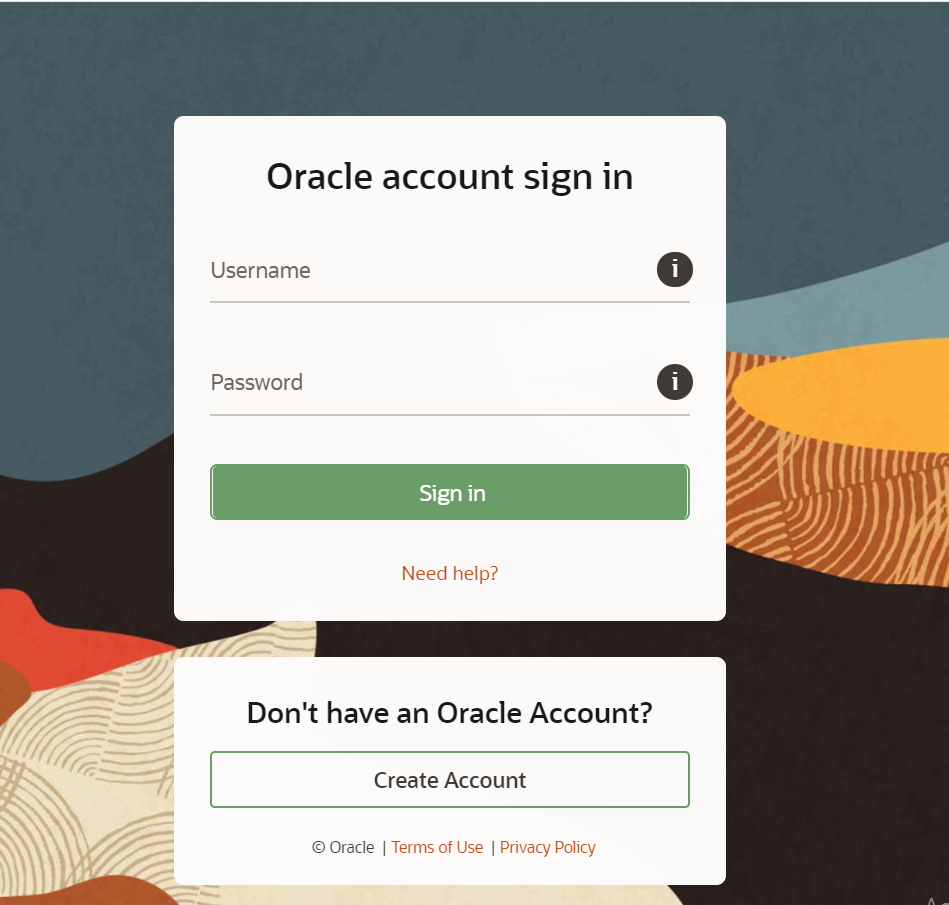 Oracle account sign in
Username
i
Password
i
Sign in
Need help?
Don't have an Oracle Account?
Create Account
© Oracle | Terms of Use | Privacy Policy